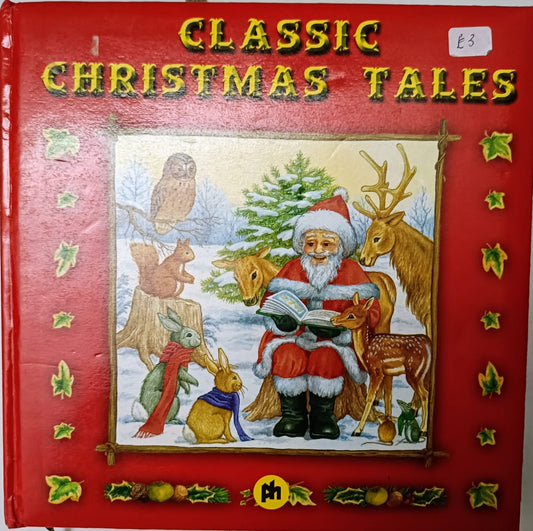 £3
CLASSIC
CHRISTMAS TALES
ph